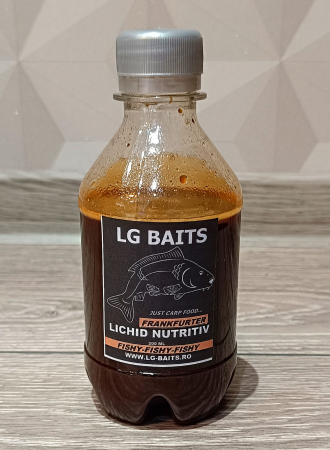 LG BAITS
JUST CARP FOOD...
FRANKFURTER
LICHID NUTRITIV
200 ML
FISHY-FISHY-FISHY
WWW.LG-BAITS.RO